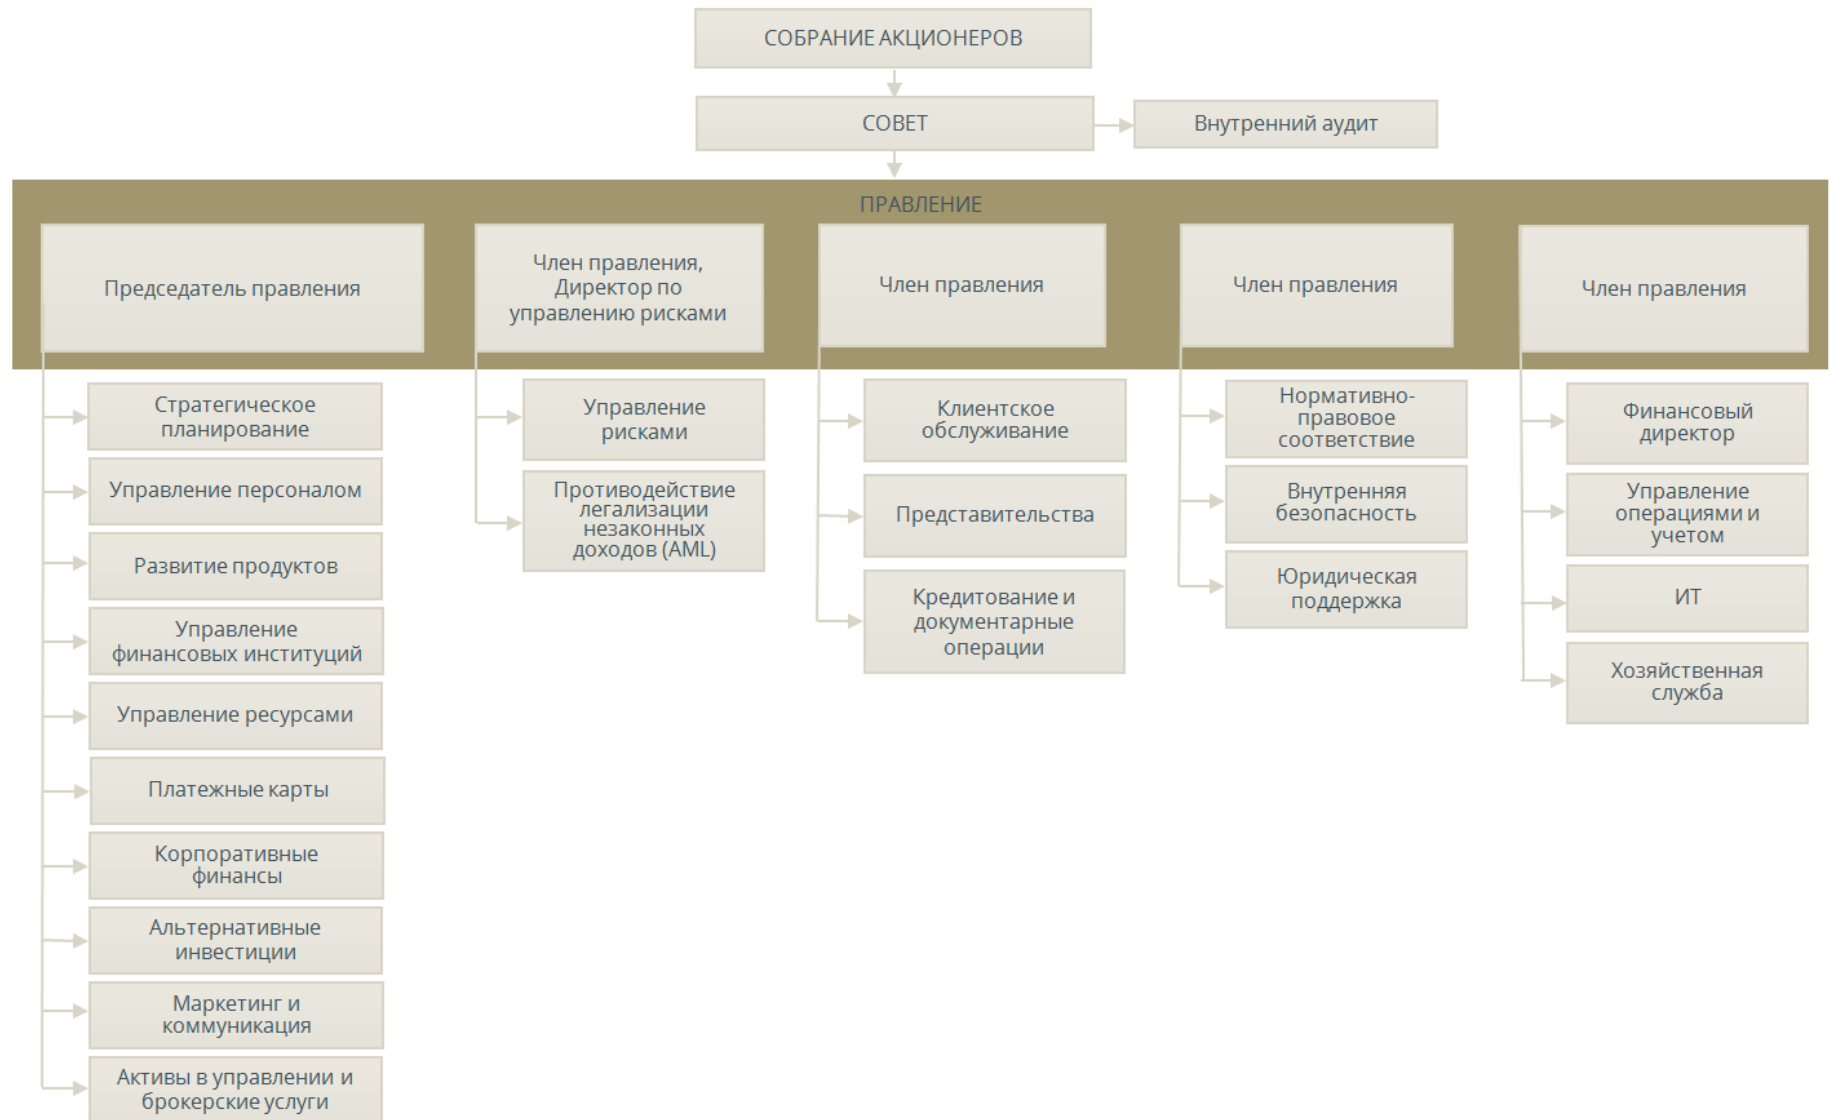 СОБРАНИЕ АКЦИОНЕРОВ
СОВЕТ
Внутренний аудит
ПРАВЛЕНИЕ
Председатель правления
Член правления,
Директор по
управлению рисками
Член правления
Член правления
Член правления
Стратегическое
планирование
Управление персоналом
Развитие продуктов
Управление
финансовых институций
Управление ресурсами
Платежные карты
Корпоративные
финансы
Альтернативные
инвестиции
Маркетинг и
коммуникация
Активы в управлении и
брокерские услуги
Управление
рисками
Противодействие
легализации
незаконных
доходов (AML)
Клиентское
обслуживание
Представительства
Кредитование и
документарные
операции
Нормативно-
правовое
соответствие
Внутренняя
безопасность
Юридическая
поддержка
Финансовый
директор
Управление
операциями и
учетом
ИТ
Хозяйственная
служба